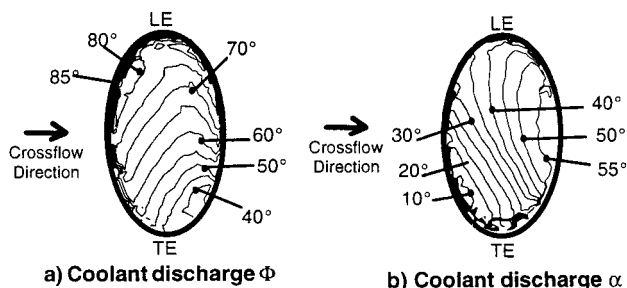 LE
80°
70°
85°
60°
50°
40°
Crossflow
Direction
TE
a) Coolant discharge Φ
LE
40°
30°
50°
20°
55°
10°
Crossflow
Direction
TE
b) Coolant discharge α